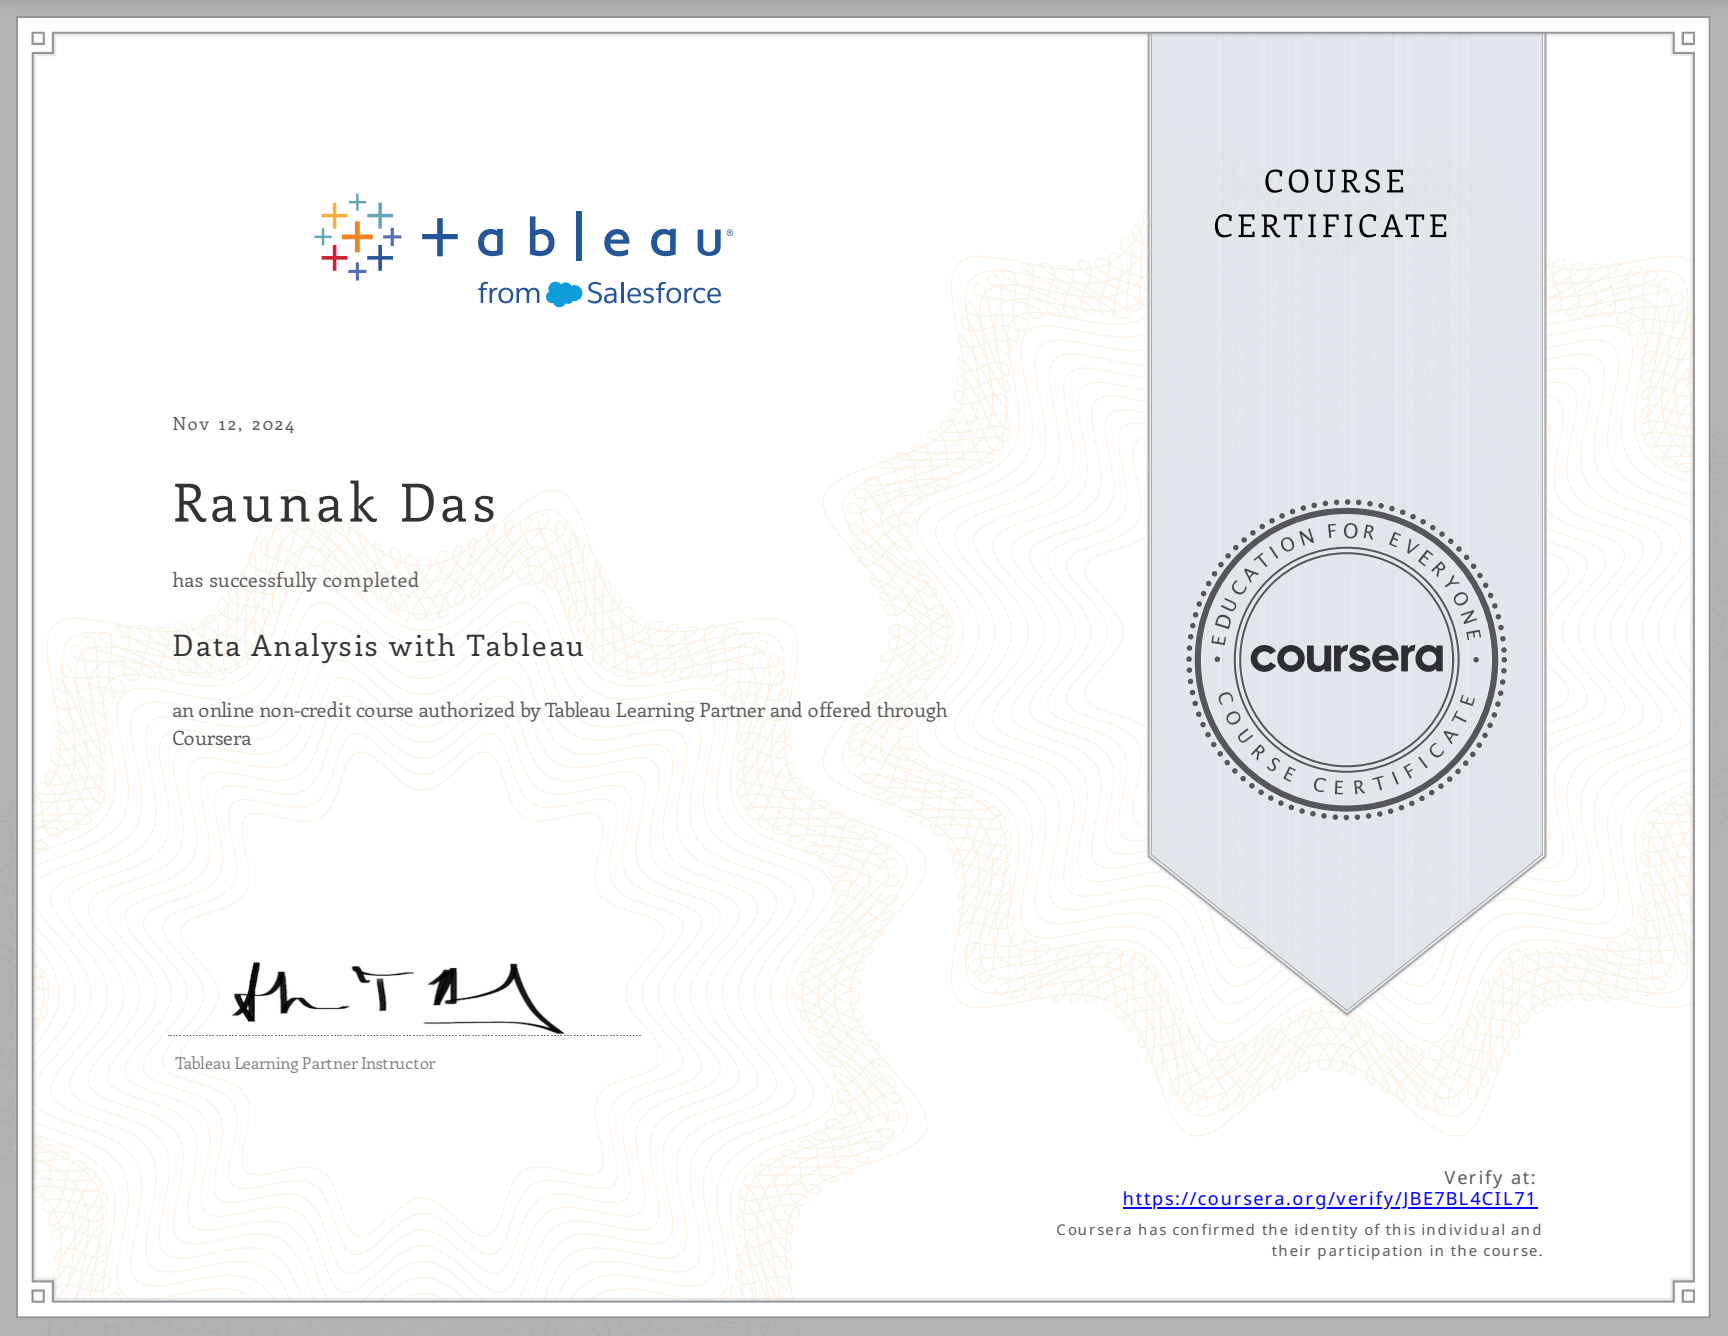 tableau®
from Salesforce
COURSE
CERTIFICATE
Nov 12, 2024
Raunak Das
has successfully completed
Data Analysis with Tableau
an online non-credit course authorized by Tableau Learning Partner and offered through
Coursera
EDUCATION FOR EVERYONE
coursera
COURSE CERTIFICATE
Tableau Learning Partner Instructor
Verify at:
https://coursera.org/verify/JBE7BL4CIL71
Coursera has confirmed the identity of this individual and
their participation in the course.